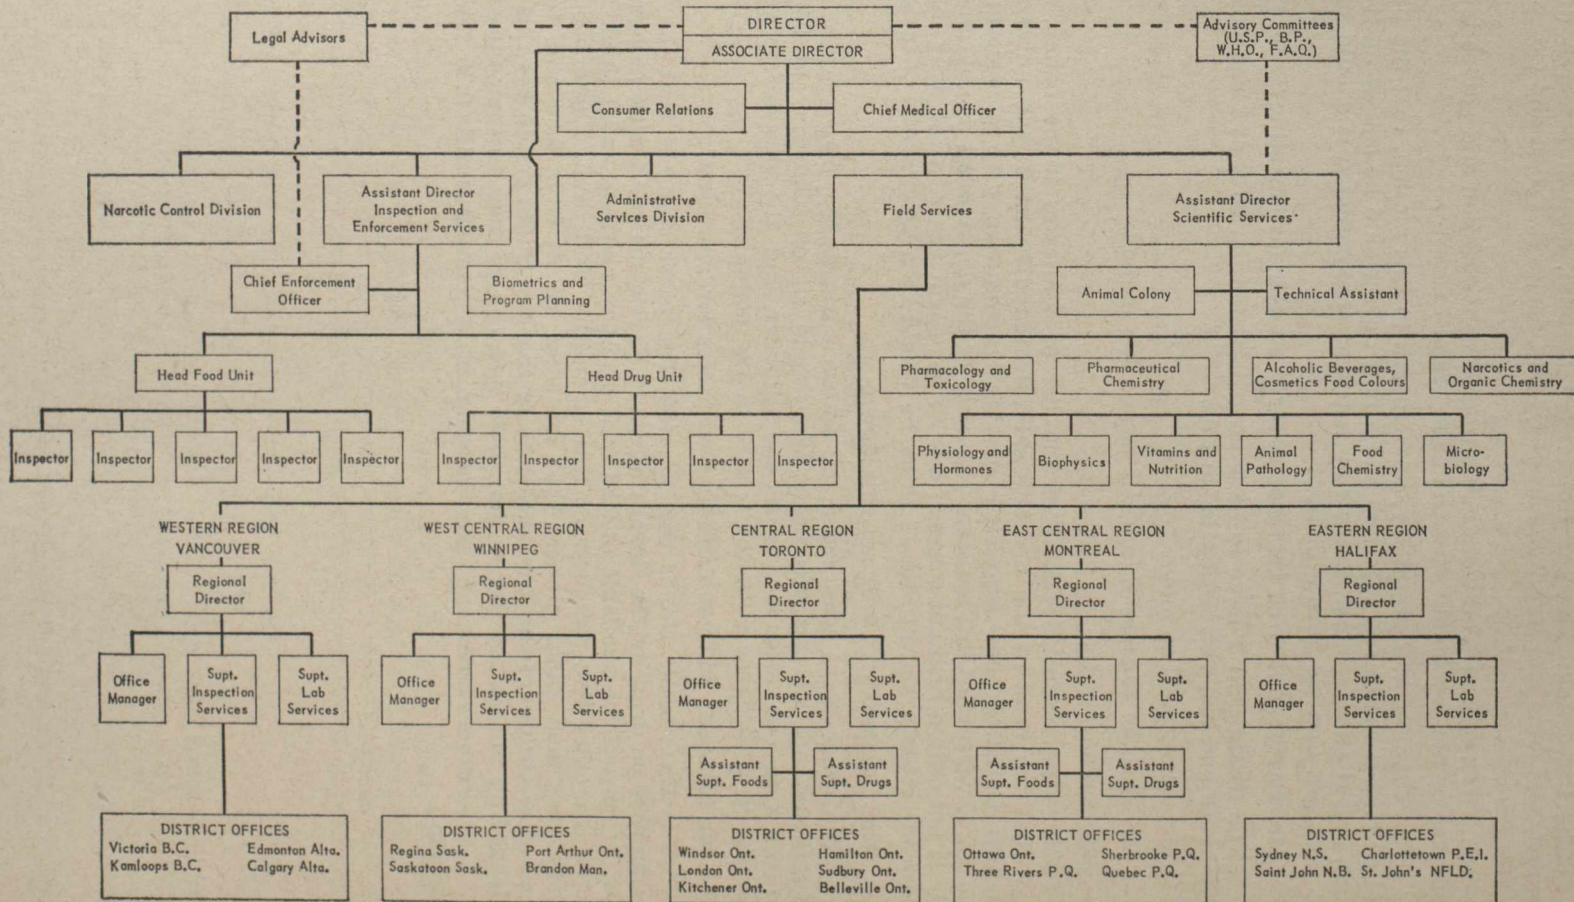 Legal Advisors
DIRECTOR
ASSOCIATE DIRECTOR
Advisory Committees
(U.S.P., B.P.,
W.H.O., F.A.Q.)
Consumer Relations
Chief Medical Officer
Narcotic Control Division
Assistant Director
Inspection and
Enforcement Services
Administrative
Services Division
Field Services
Assistant Director
Scientific Services
Chief Enforcement
Officer
Biometrics and
Program Planning
Animal Colony
Technical Assistant
Head Food Unit
Head Drug Unit
Pharmacology and
Toxicology
Pharmaceutical
Chemistry
Alcoholic Beverages,
Cosmetics Food Colours
Narcotics and
Organic Chemistry
Inspector
Inspector
Inspector
Inspector
Inspector
Inspector
Inspector
Inspector
Inspector
Inspector
Physiology and
Hormones
Biophysics
Vitamins and
Nutrition
Animal
Pathology
Food
Chemistry
Micro-
biology
WESTERN REGION
VANCOUVER
Regional
Director
Office
Manager
Supt.
Inspection
Services
Supt.
Lab
Services
DISTRICT OFFICES
Victoria B.C. Edmonton Alta.
Kamloops B.C. Calgary Alta.
WEST CENTRAL REGION
WINNIPEG
Regional
Director
Office
Manager
Supt.
Inspection
Services
Supt.
Lab
Services
DISTRICT OFFICES
Regina Sask. Port Arthur Ont.
Saskatoon Sask. Brandon Man.
CENTRAL REGION
TORONTO
Regional
Director
Office
Manager
Supt.
Inspection
Services
Supt.
Lab
Services
Assistant
Supt. Foods
Assistant
Supt. Drugs
DISTRICT OFFICES
Windsor Ont. Hamilton Ont.
London Ont. Sudbury Ont.
Kitchener Ont. Belleville Ont.
EAST CENTRAL REGION
MONTREAL
Regional
Director
Office
Manager
Supt.
Inspection
Services
Supt.
Lab
Services
Assistant
Supt. Foods
Assistant
Supt. Drugs
DISTRICT OFFICES
Ottawa Ont. Sherbrooke P.Q.
Three Rivers P.Q. Quebec P.Q.
EASTERN REGION
HALIFAX
Regional
Director
Office
Manager
Supt.
Inspection
Services
Supt.
Lab
Services
DISTRICT OFFICES
Sydney N.S. Charlottetown P.E.I.
Saint John N.B. St. John's NFLD.